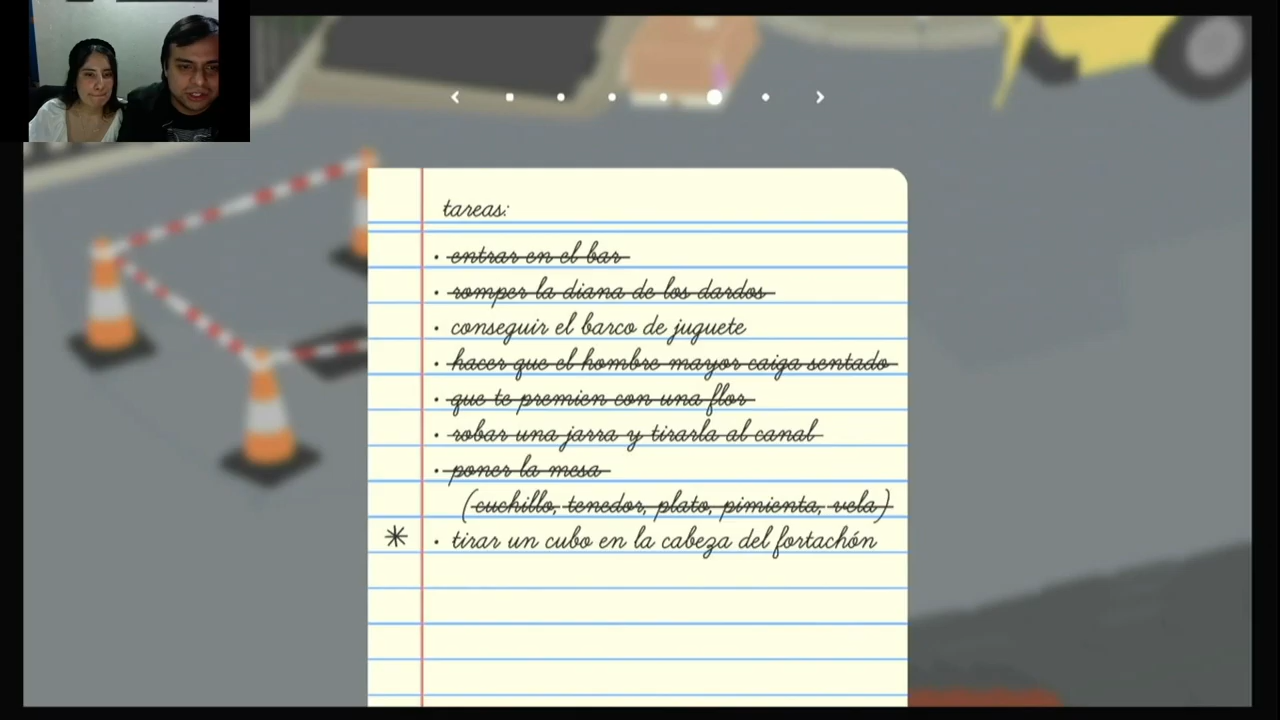 tareas:
• entrar en el bar
• romper la diana de los dardos
• conseguir el barco de juguete
• hacer que el hombre mayor caiga sentado
• que te premien con una flor
• robar una jarra y tirarla al canal
• poner la mesa
(cuchillo, tenedor, plato, pimienta, vela)
* • tirar un cubo en la cabeza del fortachón